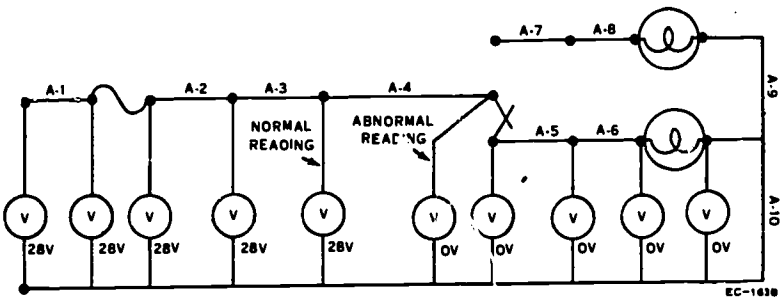 A-7 A-8
A-1 A-2 A-3 A-4
A-9
NORMAL
READING
ABNORMAL
READING
A-5 A-6
V V V V V V V V V V
28V 28V 28V 28V 28V 0V 0V 0V 0V 0V
A-10
EC-1638